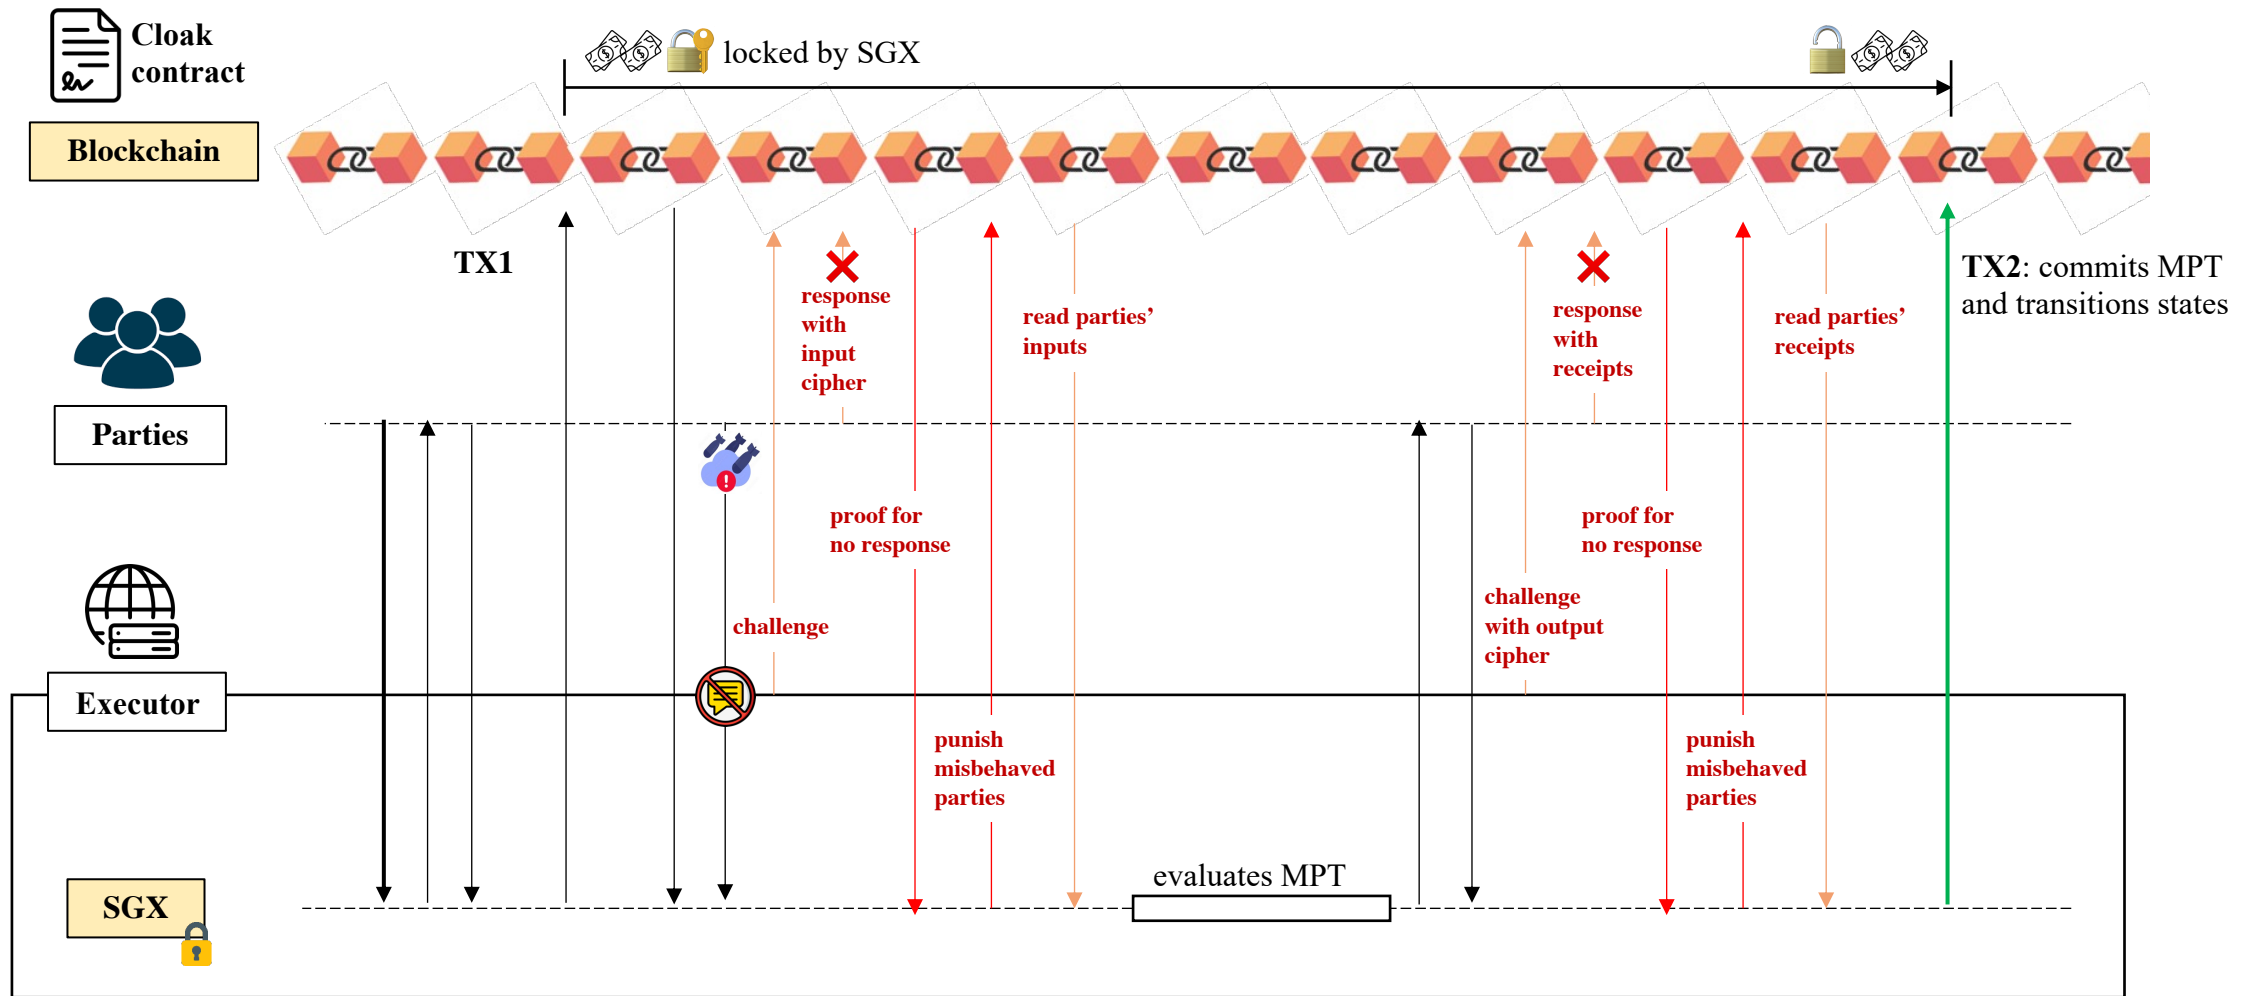 Cloak
contract
locked by SGX
Blockchain
TX1
TX2: commits MPT
and transitions states
response
with
input
cipher
read parties’
inputs
response
with
receipts
read parties’
receipts
Parties
proof for
no response
proof for
no response
challenge
challenge
with output
cipher
Executor
punish
misbehaved
parties
punish
misbehaved
parties
evaluates MPT
SGX